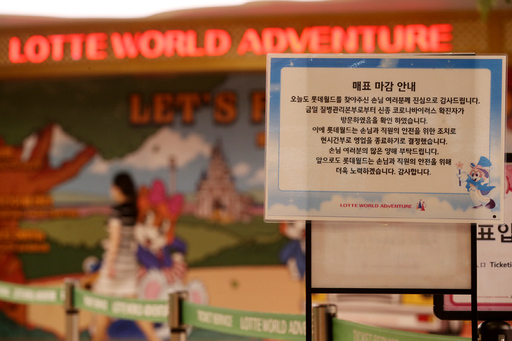 LOTTE WORLD ADVENTURE
LET'S
매표 마감 안내
오늘도 롯데월드를 찾아주신 손님 여러분께 진심으로 감사드립니다.
금일 질병관리본부로부터 신종 코로나바이러스 확진자가
방문하였음을 확인 하였습니다.
이에 롯데월드는 손님과 직원의 안전을 위한 조치로
현시간부로 영업을 종료하기로 결정했습니다.
손님 여러분의 많은 양해 부탁드립니다.
앞으로도 롯데월드는 손님과 직원의 안전을 위해
더욱 노력하겠습니다. 감사합니다.
LOTTE WORLD ADVENTURE
표입
Ticketi
TICKET SERVICE LOTTE WORLD ADVENTURE